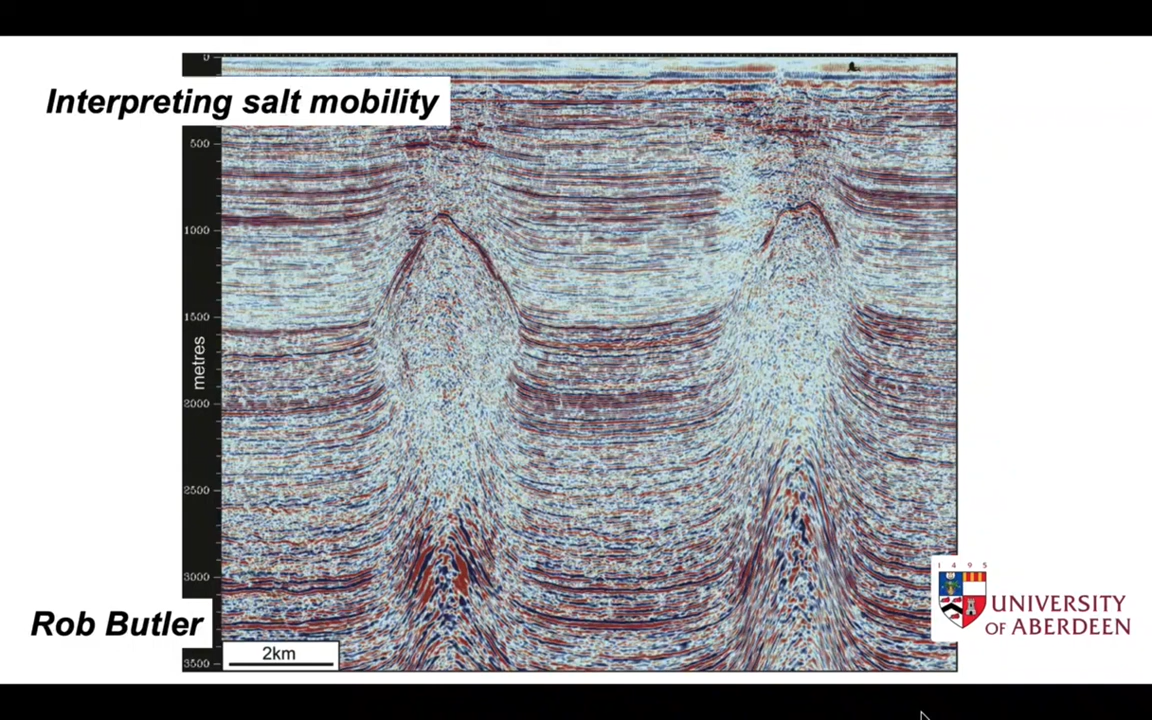 0
Interpreting salt mobility
500
1000
1500
metres
2000
2500
3000
1 4 9 5
UNIVERSITY
OF ABERDEEN
Rob Butler
2km
3500